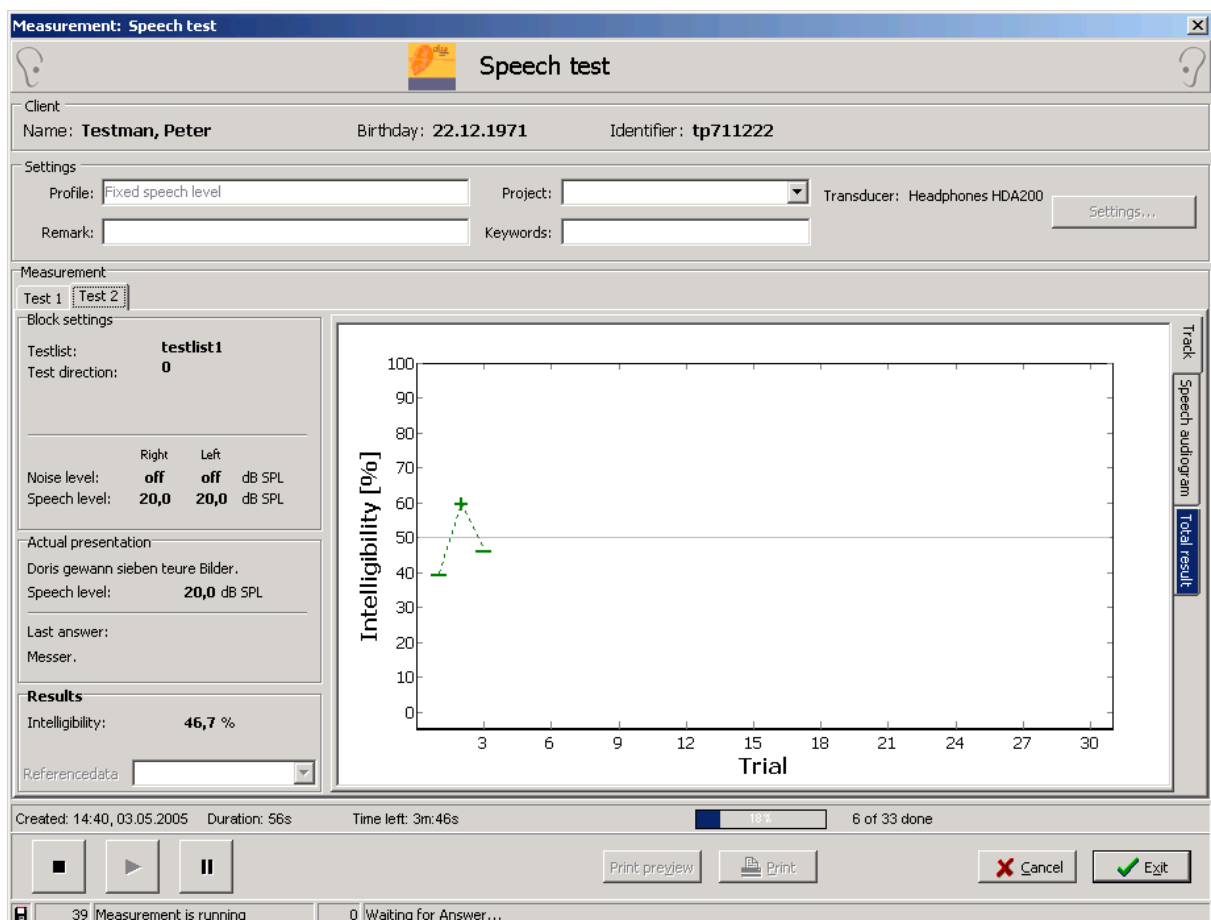 Measurement: Speech test
Speech test
Client
Name: Testman, Peter Birthday: 22.12.1971 Identifier: tp711222
Settings
Profile: Fixed speech level Project: Transducer: Headphones HDA200 Settings...
Remark: Keywords:
Measurement
Test 1 Test 2
Block settings
Testlist: testlist1
Test direction: 0
Right Left
Noise level: off off dB SPL
Speech level: 20,0 20,0 dB SPL
Actual presentation
Doris gewann sieben teure Bilder.
Speech level: 20,0 dB SPL
Last answer:
Messer.
Results
Intelligibility: 46,7 %
Referencedata
Intelligibility [%]
100
90
80
70
60
50
40
30
20
10
0
3 6 9 12 15 18 21 24 27 30
Trial
Track
Speech audiogram
Total result
Created: 14:40, 03.05.2005 Duration: 56s Time left: 3m:46s 18% 6 of 33 done
Print preview Print Cancel Exit
39 Measurement is running 0 Waiting for Answer...